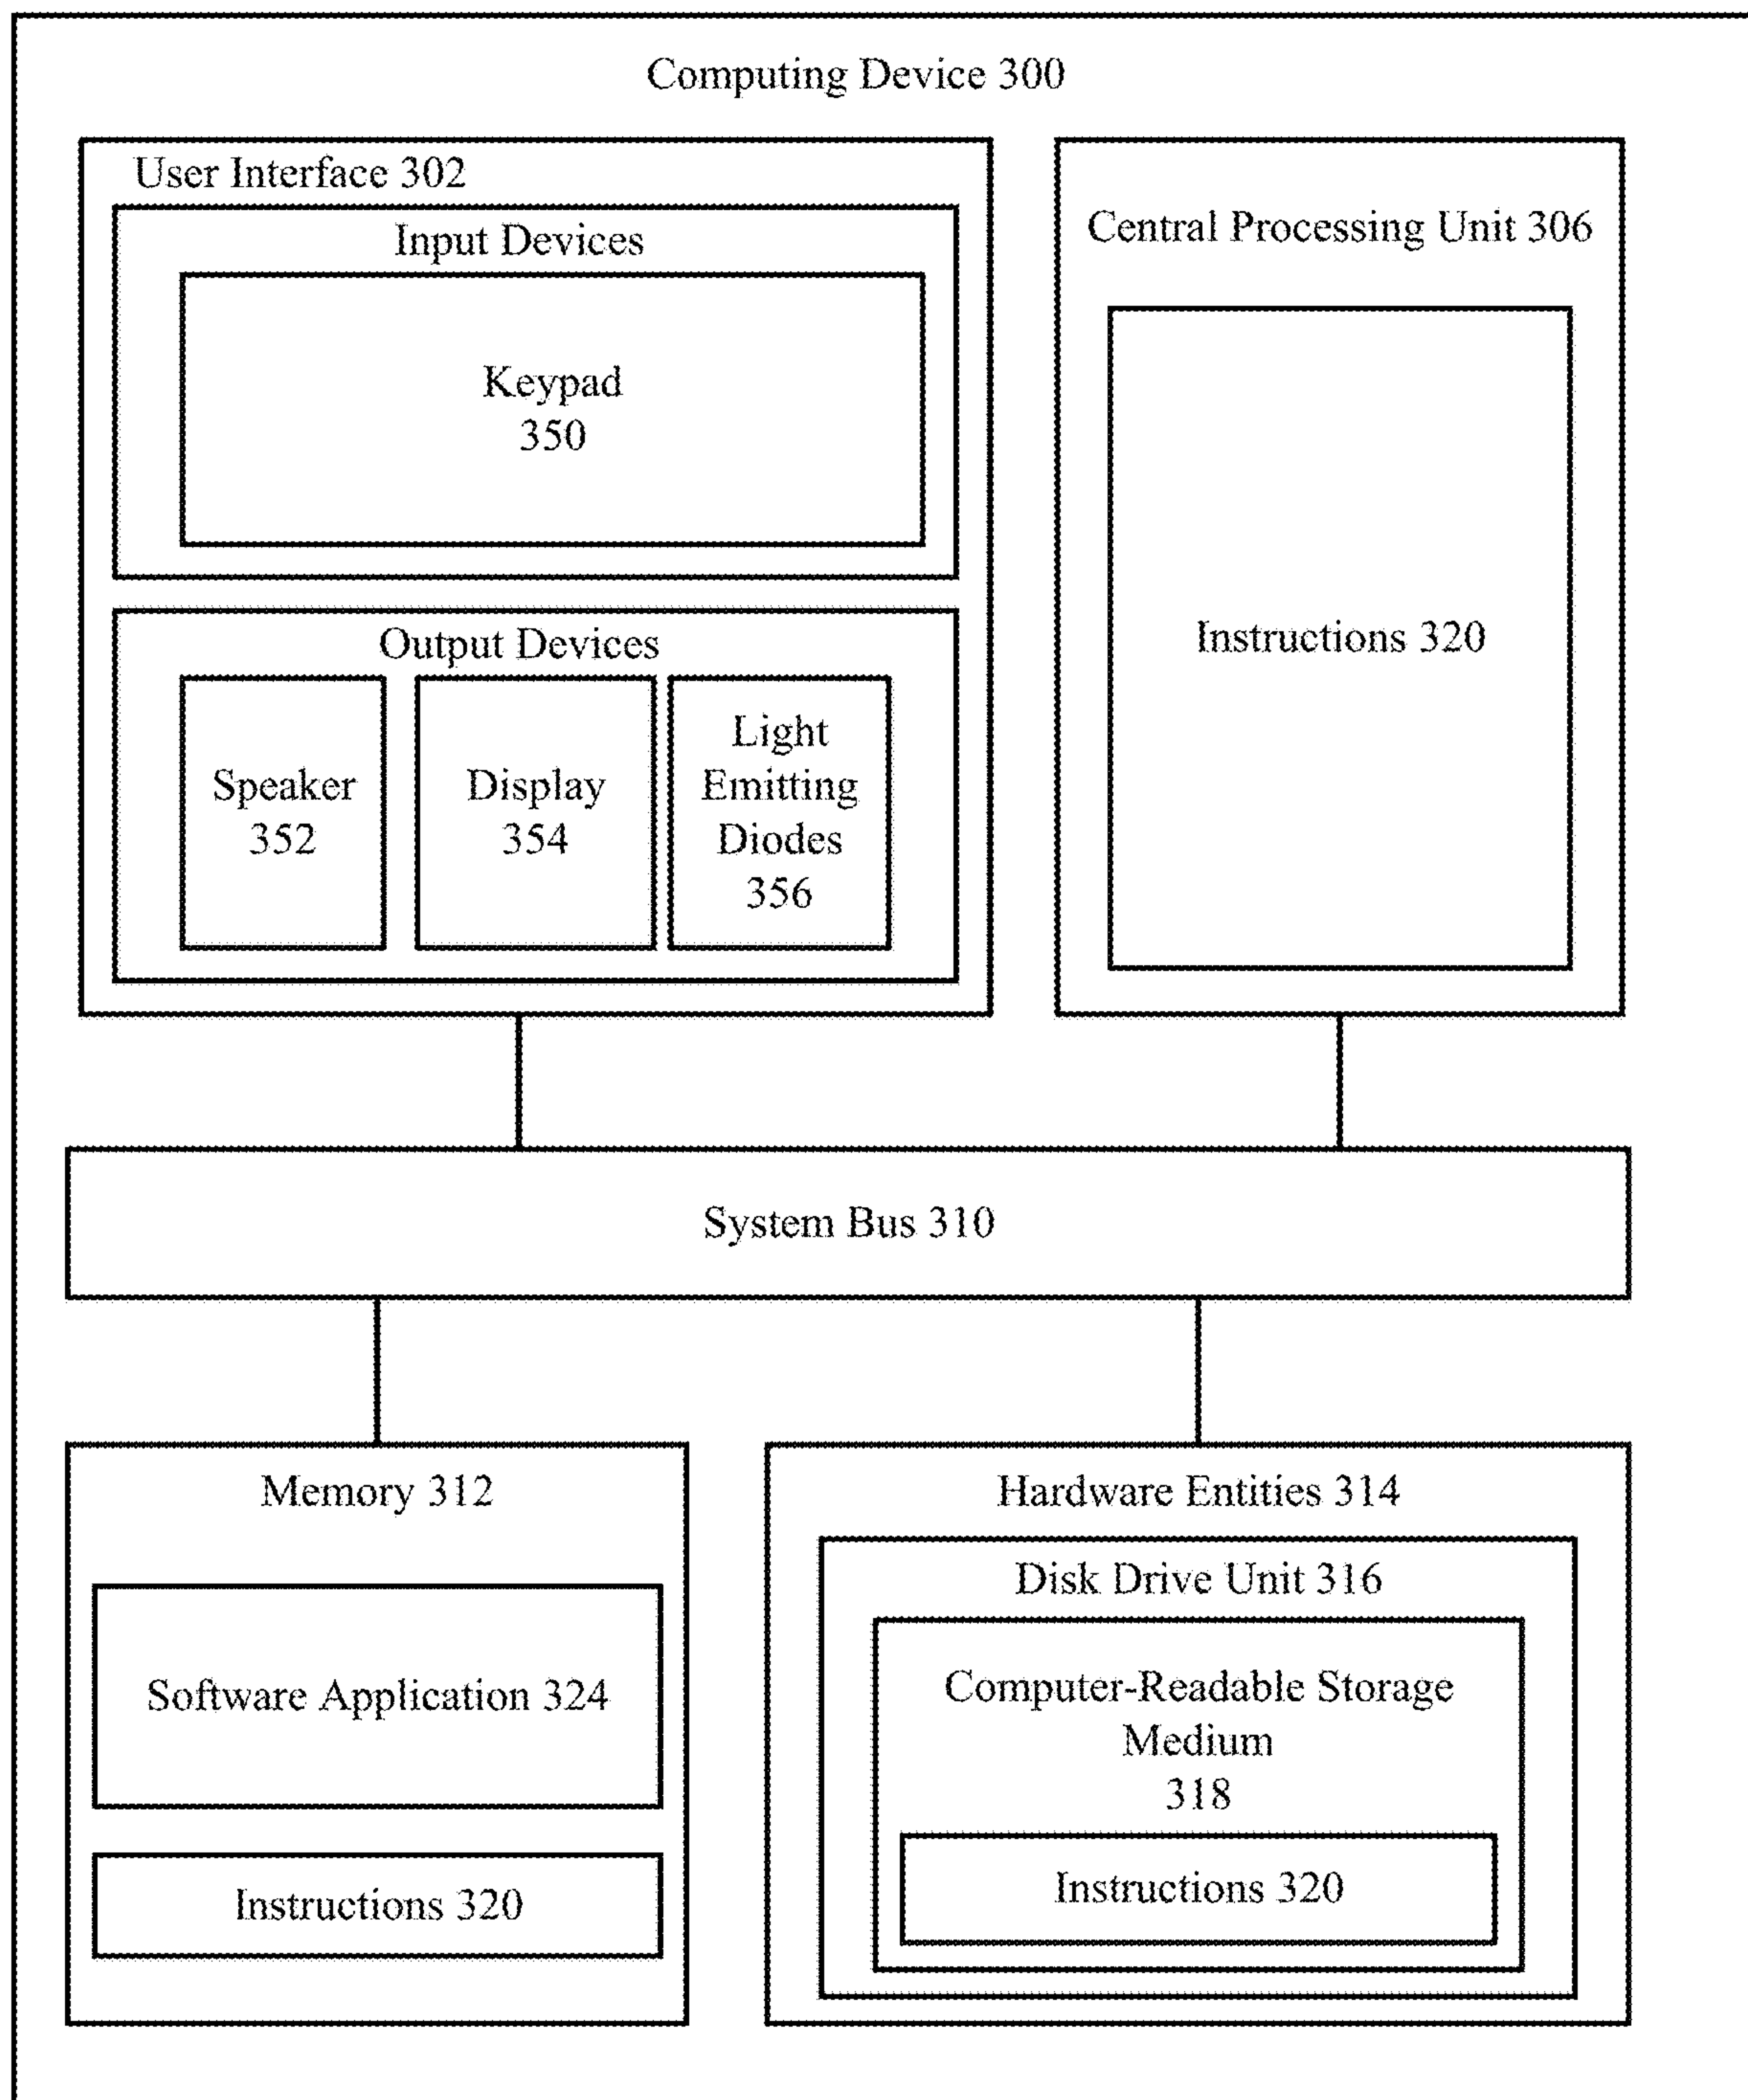 Computing Device 300
User Interface 302
Input Devices
Keypad
350
Output Devices
Speaker
352
Display
354
Light
Emitting
Diodes
356
Central Processing Unit 306
Instructions 320
System Bus 310
Memory 312
Software Application 324
Instructions 320
Hardware Entities 314
Disk Drive Unit 316
Computer-Readable Storage
Medium
318
Instructions 320